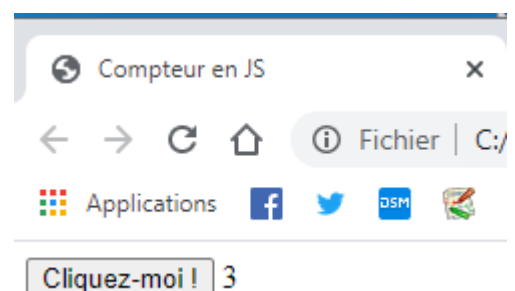 Compteur en JS
Fichier C:/
Applications DSM
Cliquez-moi ! 3